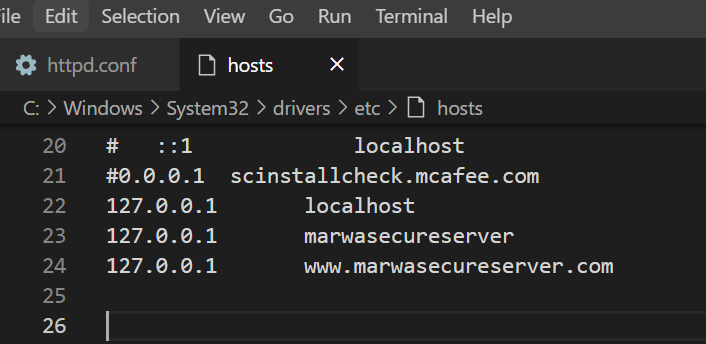 ile Edit Selection View Go Run Terminal Help
httpd.conf hosts
C: > Windows > System32 > drivers > etc > hosts
20 # ::1 localhost
21 #0.0.0.1 scinstallcheck.mcafee.com
22 127.0.0.1 localhost
23 127.0.0.1 marwasecureserver
24 127.0.0.1 www.marwasecureserver.com
25
26